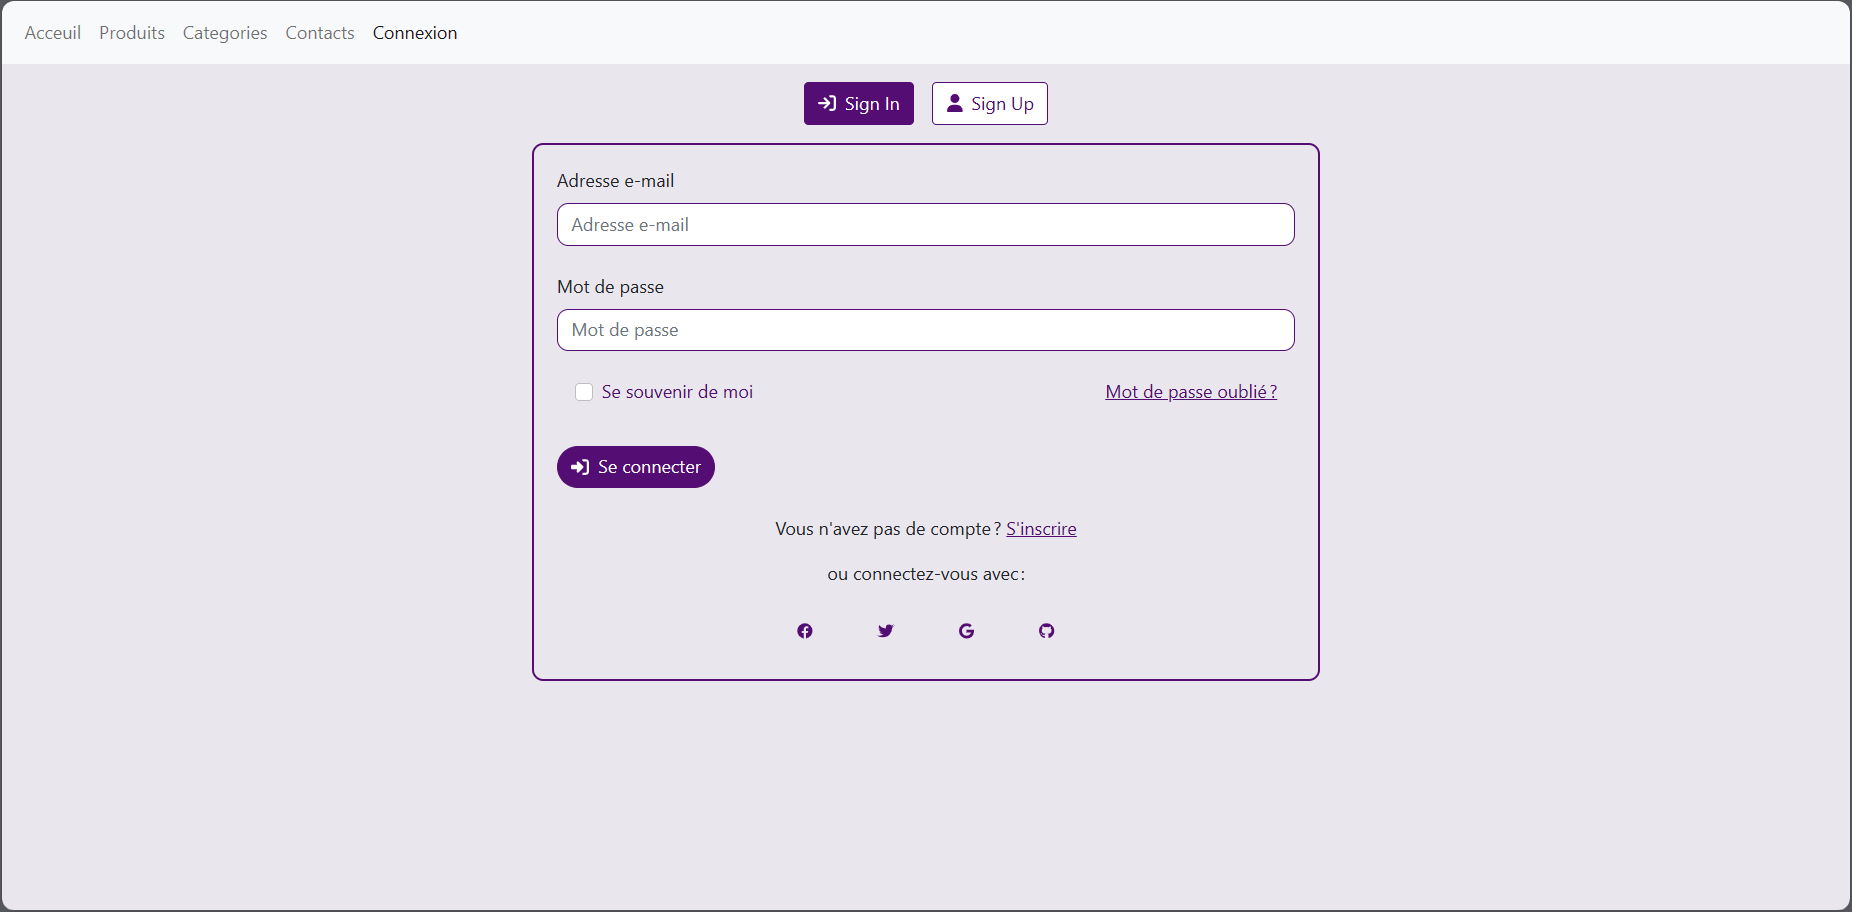 Acceuil Produits Categories Contacts Connexion
Sign In Sign Up
Adresse e-mail
Adresse e-mail
Mot de passe
Mot de passe
Se souvenir de moi Mot de passe oublié ?
Se connecter
Vous n'avez pas de compte ? S'inscrire
ou connectez-vous avec :